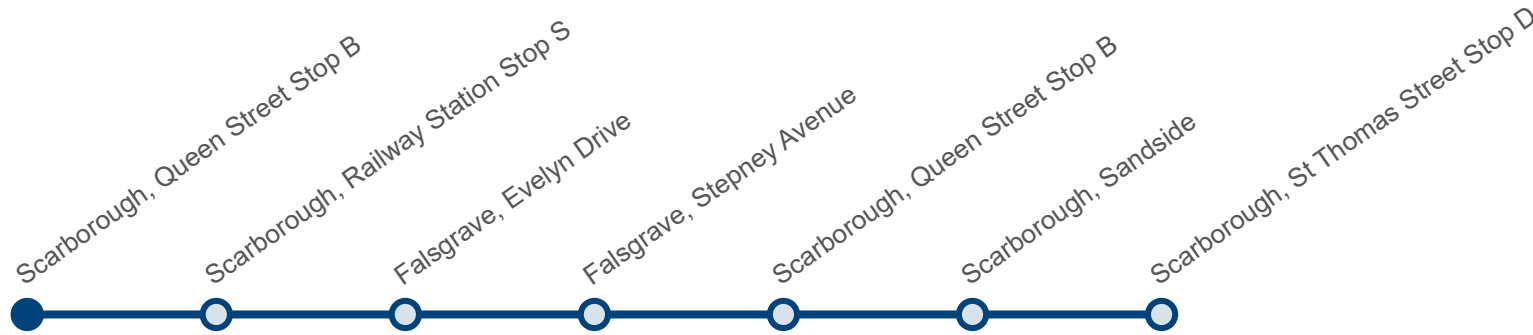 Scarborough, Queen Street Stop B
Scarborough, Railway Station Stop S
Falsgrave, Evelyn Drive
Falsgrave, Stepney Avenue
Scarborough, Queen Street Stop B
Scarborough, Sandside
Scarborough, St Thomas Street Stop D